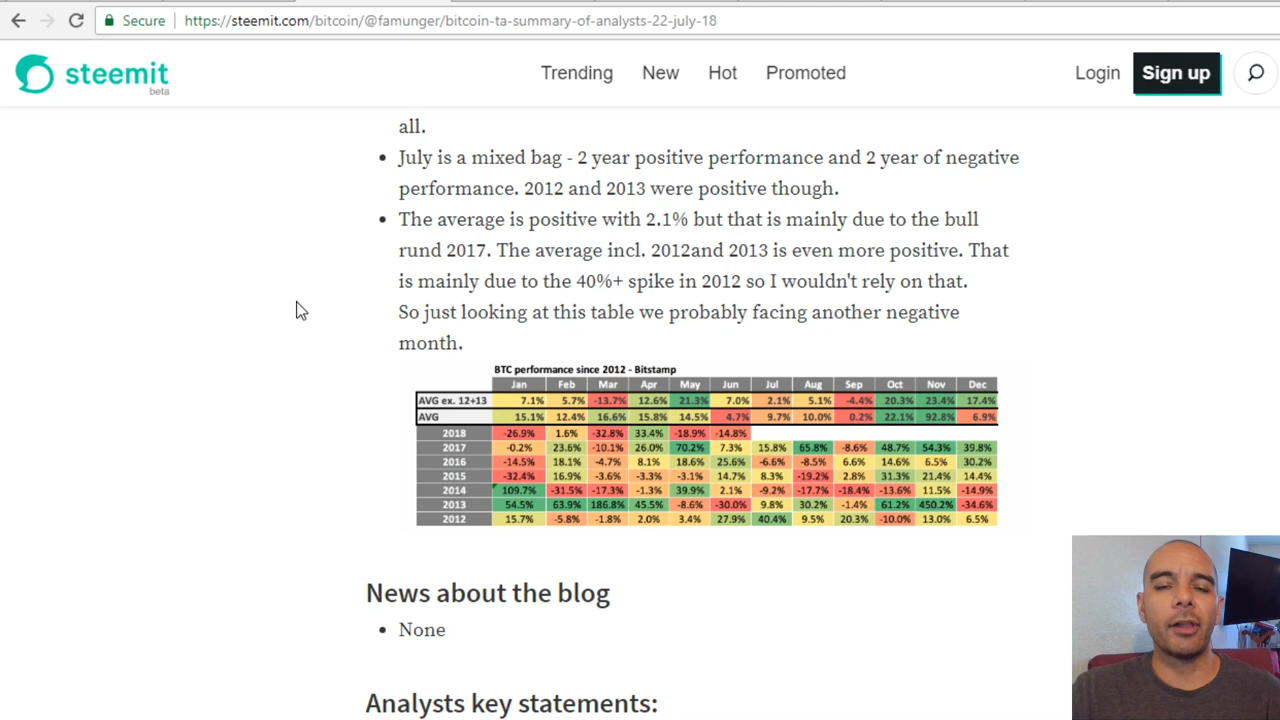 Secure
https://steemit.com/bitcoin/@famunger/bitcoin-ta-summary-of-analysts-22-july-18
steemit
beta
Trending New Hot Promoted
Login Sign up
all.
• July is a mixed bag - 2 year positive performance and 2 year of negative
performance. 2012 and 2013 were positive though.
• The average is positive with 2.1% but that is mainly due to the bull
rund 2017. The average incl. 2012and 2013 is even more positive. That
is mainly due to the 40%+ spike in 2012 so I wouldn't rely on that.
So just looking at this table we probably facing another negative
month.
BTC performance since 2012 - Bitstamp
Jan Feb Mar Apr May Jun Jul Aug Sep Oct Nov Dec
AVG ex. 12+13 7.1% 5.7% -13.7% 12.6% 21.3% 7.0% 2.1% 5.1% -4.4% 20.3% 23.4% 17.4%
AVG 15.1% 12.4% 16.6% 15.8% 14.5% 4.7% 9.7% 10.0% 0.2% 22.1% 92.8% 6.9%
2018 -26.9% 1.6% -32.8% 33.4% -18.9% -14.8%
2017 -0.2% 23.6% -10.1% 26.0% 70.2% 7.3% 15.8% 65.8% -8.6% 48.7% 54.3% 39.8%
2016 -14.5% 18.1% -4.7% 8.1% 18.6% 25.6% -6.6% -8.5% 6.6% 14.6% 6.5% 30.2%
2015 -32.4% 16.9% -3.6% -3.3% -3.1% 14.7% 8.3% -19.2% 2.8% 31.3% 21.4% 14.4%
2014 109.7% -31.5% -17.3% -1.3% 39.9% 2.1% -9.2% -17.7% -18.4% -13.6% 11.5% -14.9%
2013 54.5% 63.9% 186.8% 45.5% -8.6% -30.0% 9.8% 30.2% -1.4% 61.2% 450.2% -34.6%
2012 15.7% -5.8% -1.8% 2.0% 3.4% 27.9% 40.4% 9.5% 20.3% -10.0% 13.0% 6.5%
News about the blog
• None
Analysts key statements: